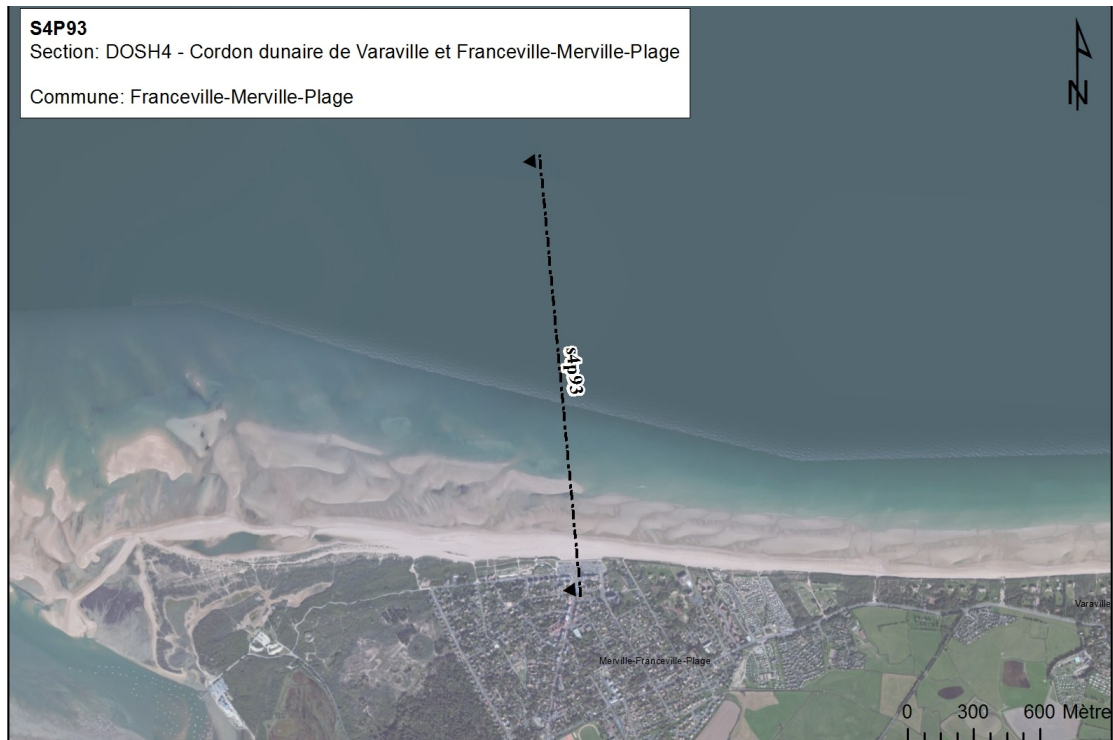 S4P93
Section: DOSH4 - Cordon dunaire de Varaville et Franceville-Merville-Plage
Commune: Franceville-Merville-Plage
N
s4p93
Varaville
Merville-Franceville-Plage
0 300 600 Mètre